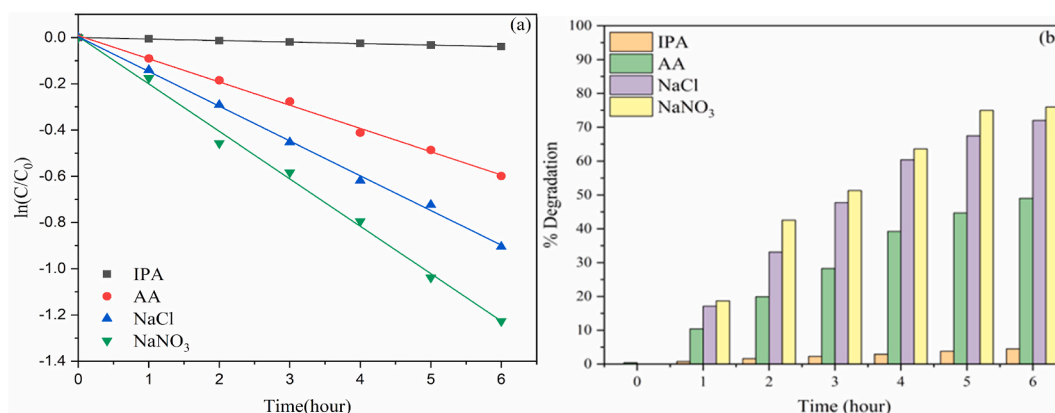 (a)
0.0
-0.2
-0.4
-0.6
-0.8
-1.0
-1.2
-1.4
ln(C/C₀)
IPA
AA
NaCl
NaNO₃
0 1 2 3 4 5 6
Time(hour)
(b
100
90
80
70
60
50
40
30
20
10
0
% Degradation
IPA
AA
NaCl
NaNO₃
0 1 2 3 4 5 6
Time (hour)